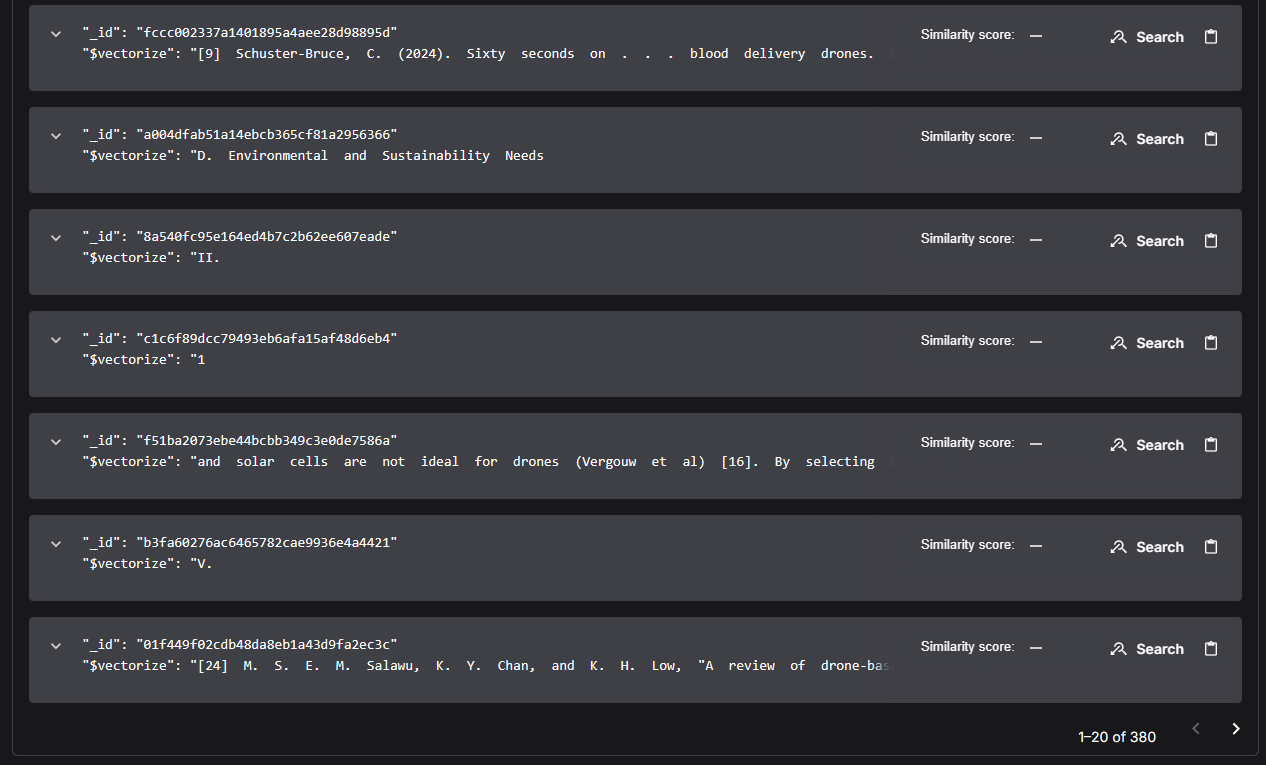 "_id": "fccc002337a1401895a4aee28d98895d"
"$vectorize": "[9] Schuster-Bruce, C. (2024). Sixty seconds on . . . blood delivery drones.
Similarity score: —
Search
"_id": "a004dfab51a14ebcb365cf81a2956366"
"$vectorize": "D. Environmental and Sustainability Needs
Similarity score: —
Search
"_id": "8a540fc95e164ed4b7c2b62ee607eade"
"$vectorize": "II.
Similarity score: —
Search
"_id": "c1c6f89dcc79493eb6afa15af48d6eb4"
"$vectorize": "1
Similarity score: —
Search
"_id": "f51ba2073ebe44bcbb349c3e0de7586a"
"$vectorize": "and solar cells are not ideal for drones (Vergouw et al) [16]. By selecting
Similarity score: —
Search
"_id": "b3fa60276ac6465782cae9936e4a4421"
"$vectorize": "V.
Similarity score: —
Search
"_id": "01f449f02cdb48da8eb1a43d9fa2ec3c"
"$vectorize": "[24] M. S. E. M. Salawu, K. Y. Chan, and K. H. Low, "A review of drone-bas
Similarity score: —
Search
1–20 of 380